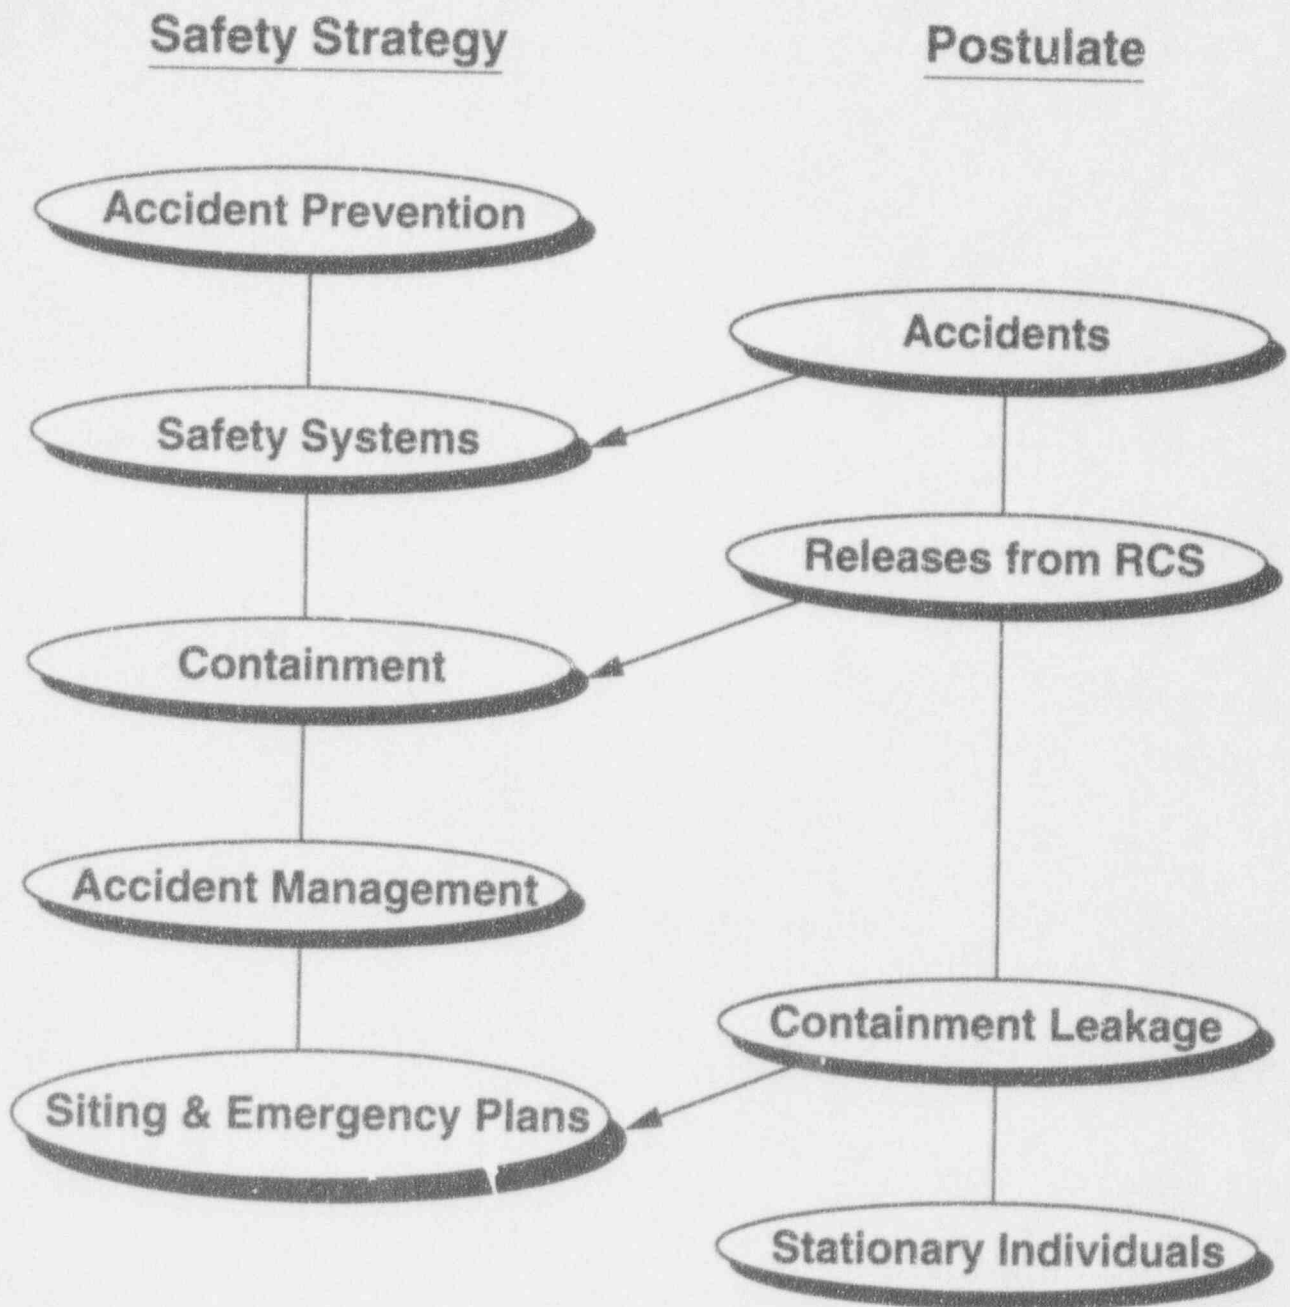 Safety Strategy
Postulate
Accident Prevention
Accidents
Safety Systems
Releases from RCS
Containment
Accident Management
Containment Leakage
Siting & Emergency Plans
Stationary Individuals